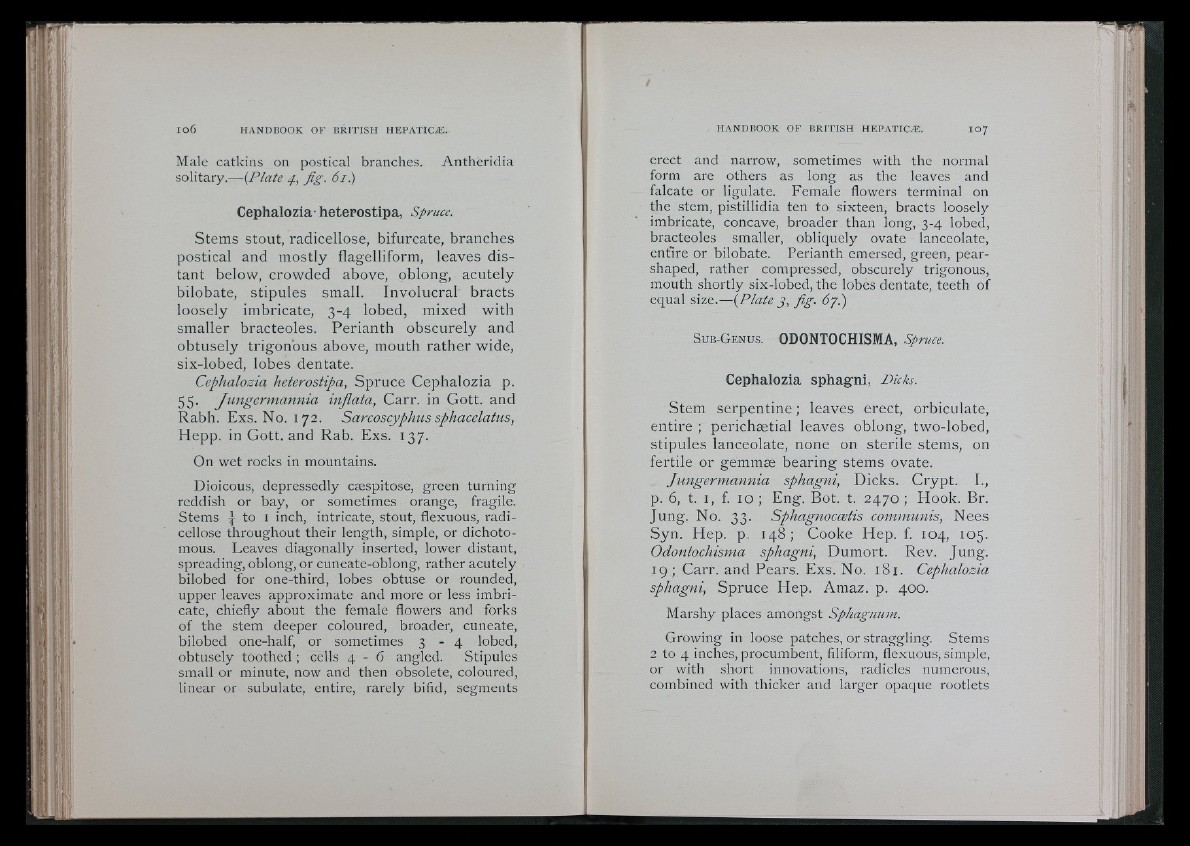 106 HANDBOOK OF BRITISH HEPATICÆ.
Male catkins on postical branches. Antheridia
solitary.—(Plate 4, fig. 61.)
Cephalozia heterostipa, Spruce.
Stems stout, radicellose, bifurcate, branches
postical and mostly flagelliform, leaves dis-
tant below, crowded above, oblong, acutely
bilobate, stipules small. Involucral bracts
loosely imbricate, 3-4 lobed, mixed with
smaller bracteoles. Perianth obscurely and
obtusely trigonous above, mouth rather wide,
six-lobed, lobes dentate.
Cephalozia heterostipa, Spruce Cephalozia p.
55. Jungermannia inflata, Carr. in Gott. and
Rabh. Exs. No. 172. Sarcoscyphus sphacelatus,
Hepp. in Gott. and Rab. Exs. 137.
On wet rocks in mountains.
Dioicous, depressedly cæspitose, green turning
reddish or bay, or sometimes orange, fragile.
Stems ¼ to 1 inch, intricate, stout, flexuous, radi-
cellose throughout their length, simple, or dichoto-
mous. Leaves diagonally inserted, lower distant,
spreading, oblong, or cuneate-oblong, rather acutely
bilobed for one-third, lobes obtuse or rounded,
upper leaves approximate and more or less imbri-
cate, chiefly about the female flowers and forks
of the stem deeper coloured, broader, cuneate,
bilobed one-half, or sometimes 3 - 4 lobed,
obtusely toothed; cells 4 - 6 angled. Stipules
small or minute, now and then obsolete, coloured,
linear or subulate, entire, rarely bifid, segments
HANDBOOK OF BRITISH HEPATICÆ. 107
erect and narrow, sometimes with the normal
form are others as long as the leaves and
falcate or ligulate. Female flowers terminal on
the stem, pistillidia ten to sixteen, bracts loosely
imbricate, concave, broader than long, 3-4 lobed,
bracteoles smaller, obliquely ovate lanceolate,
entire or bilobate. Perianth emersed, green, pear-
shaped, rather compressed, obscurely trigonous,
mouth shortly six-lobed, the lobes dentate, teeth of
equal size.—(Plate 3, fig. 67.)
SUB-GENUS. ODONTOCHISMA, Spruce.
Cephalozia sphagni, Dicks.
Stem serpentine; leaves erect, orbiculate,
entire; perichætial leaves oblong, two-lobed,
stipules lanceolate, none on sterile stems, on
fertile or gemmæ bearing stems ovate.
Jungermannia sphagni, Dicks. Crypt. I.,
p. 6, t. 1, f. 10; Eng. Bot. t. 2470; Hook. Br.
Jung. No. 33. Sphagnocætis communis, Nees
Syn. Hep. p. 148; Cooke Hep. f. 104, 105.
Odontochisma sphagni, Dumort. Rev. Jung.
19; Carr. and Pears. Exs. No. 181. Cephalozia
sphagni, Spruce Hep. Amaz. p. 400.
Marshy places amongst Sphagnum.
Growing in loose patches, or straggling. Stems
2 to 4 inches, procumbent, filiform, flexuous, simple,
or with short innovations, radicles numerous,
combined with thicker and larger opaque rootlets